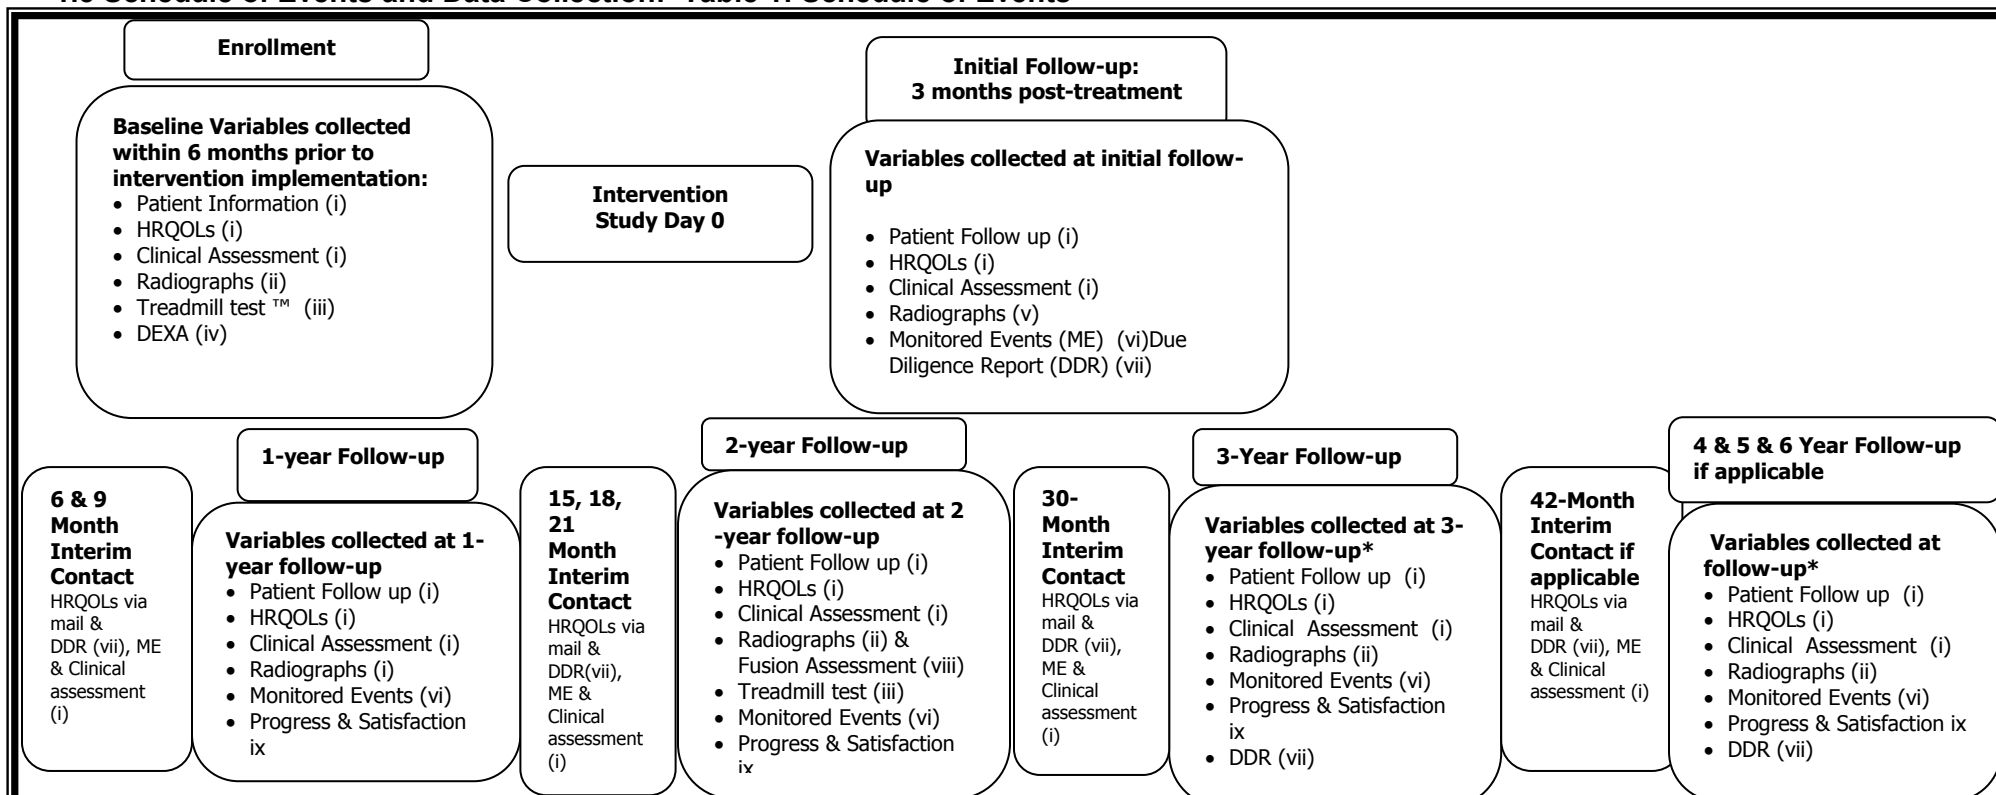 Enrollment
Baseline Variables collected
within 6 months prior to
intervention implementation:
• Patient Information (i)
• HRQOLs (i)
• Clinical Assessment (i)
• Radiographs (ii)
• Treadmill test ™ (iii)
• DEXA (iv)
Intervention
Study Day 0
Initial Follow-up:
3 months post-treatment
Variables collected at initial follow-
up
• Patient Follow up (i)
• HRQOLs (i)
• Clinical Assessment (i)
• Radiographs (v)
• Monitored Events (ME) (vi)Due
Diligence Report (DDR) (vii)
6 & 9
Month
Interim
Contact
HRQOLs via
mail &
DDR (vii), ME
& Clinical
assessment
(i)
1-year Follow-up
Variables collected at 1-
year follow-up
• Patient Follow up (i)
• HRQOLs (i)
• Clinical Assessment (i)
• Radiographs (i)
• Monitored Events (vi)
• Progress & Satisfaction
ix
15, 18,
21
Month
Interim
Contact
HRQOLs via
mail &
DDR(vii),
ME &
Clinical
assessment
(i)
2-year Follow-up
Variables collected at 2
-year follow-up
• Patient Follow up (i)
• HRQOLs (i)
• Clinical Assessment (i)
• Radiographs (ii) &
Fusion Assessment (viii)
• Treadmill test (iii)
• Monitored Events (vi)
• Progress & Satisfaction
ix
30-
Month
Interim
Contact
HRQOLs via
mail &
DDR (vii),
ME &
Clinical
assessment
(i)
3-Year Follow-up
Variables collected at 3-
year follow-up*
• Patient Follow up (i)
• HRQOLs (i)
• Clinical Assessment (i)
• Radiographs (ii)
• Monitored Events (vi)
• Progress & Satisfaction
ix
• DDR (vii)
42-Month
Interim
Contact if
applicable
HRQOLs via
mail &
DDR (vii), ME
& Clinical
assessment (i)
4 & 5 & 6 Year Follow-up
if applicable
Variables collected at
follow-up*
• Patient Follow up (i)
• HRQOLs (i)
• Clinical Assessment (i)
• Radiographs (ii)
• Monitored Events (vi)
• Progress & Satisfaction ix
• DDR (vii)